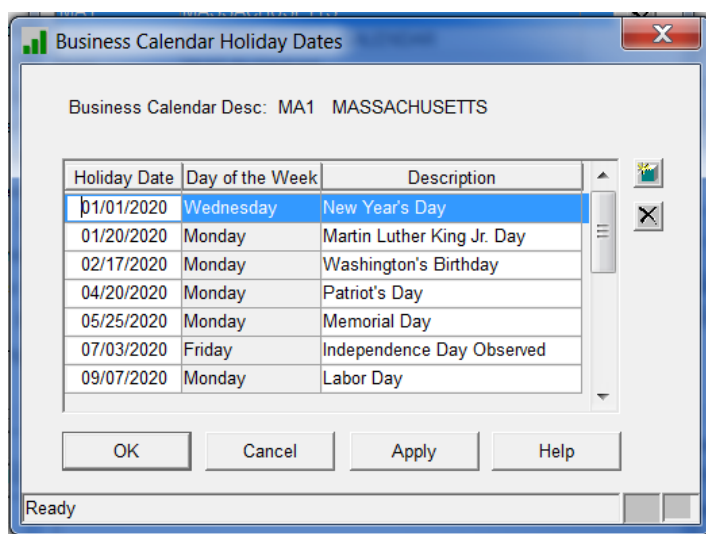 Business Calendar Holiday Dates
Business Calendar Desc: MA1 MASSACHUSETTS
Holiday Date Day of the Week Description
01/01/2020 Wednesday New Year's Day
01/20/2020 Monday Martin Luther King Jr. Day
02/17/2020 Monday Washington's Birthday
04/20/2020 Monday Patriot's Day
05/25/2020 Monday Memorial Day
07/03/2020 Friday Independence Day Observed
09/07/2020 Monday Labor Day
OK Cancel Apply Help
Ready